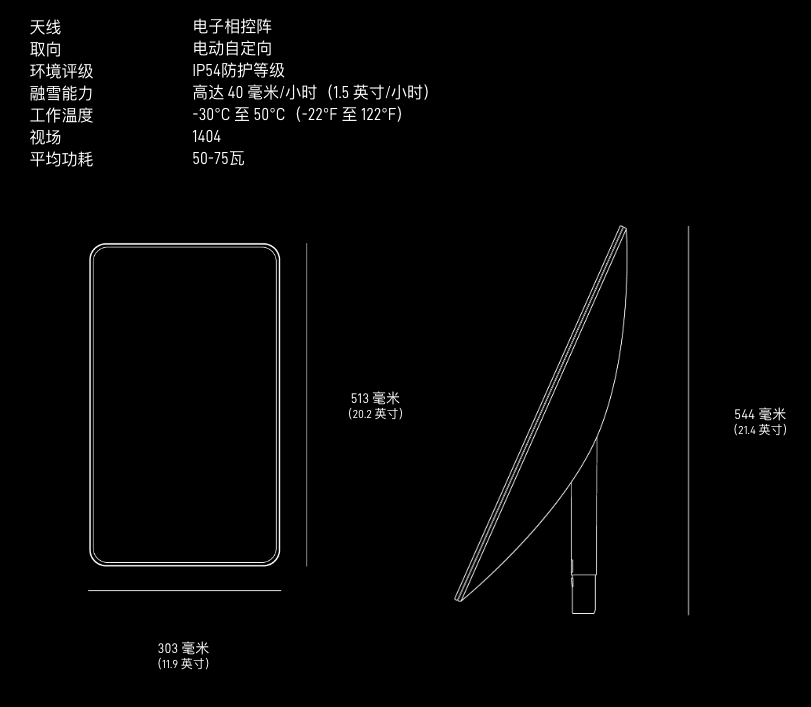 天线 电子相控阵
取向 电动自定向
环境评级 IP54防护等级
融雪能力 高达 40 毫米/小时（1.5 英寸/小时）
工作温度 -30°C 至 50°C（-22°F 至 122°F）
视场 1404
平均功耗 50-75瓦
513 毫米
（20.2 英寸）
544 毫米
（21.4 英寸）
303 毫米
（11.9 英寸）